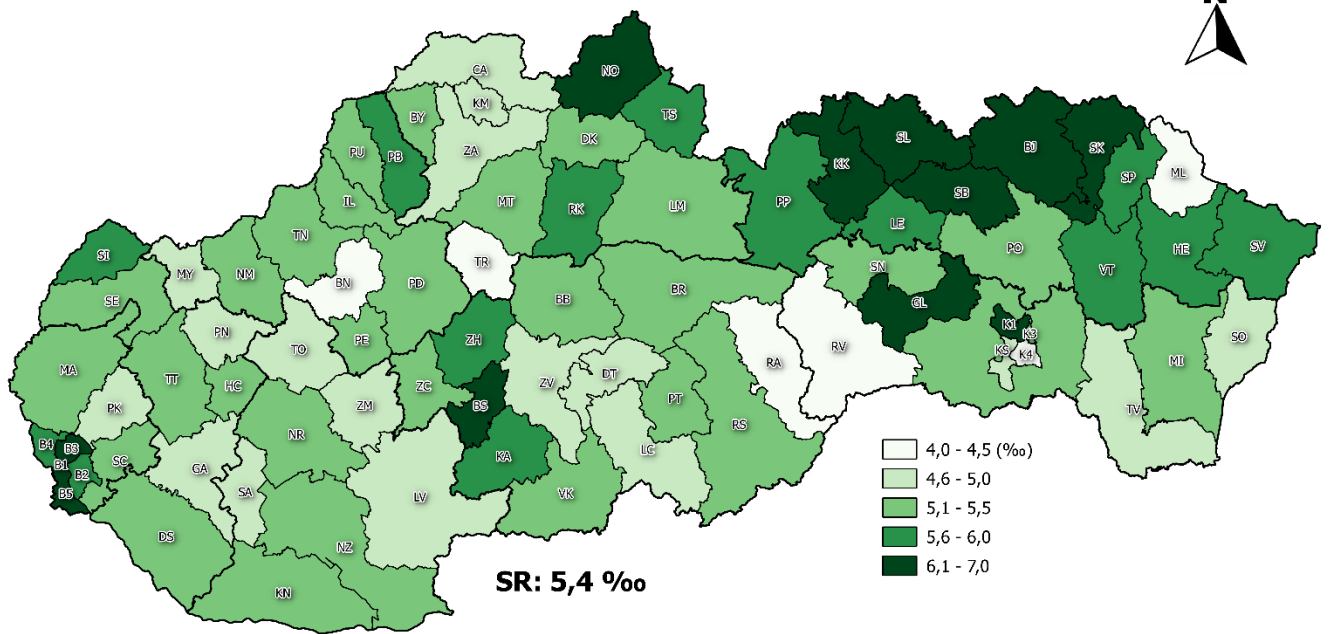 N
CA
NO
KM
BY
TS
DK
PU
PB
ZA
KK
SL
BJ
SK
SP
ML
IL
MT
RK
LM
PP
SB
LE
TN
PO
HE
SV
SI
MY
NM
BN
TR
SN
VT
SE
PD
BB
BR
GL
PN
TO
PE
ZH
RA
RV
K1
K3
KS
K4
SO
MA
TT
HC
ZC
ZV
DT
MI
PK
ZM
BS
PT
TV
B4
B3
B1
B2
B5
SC
NR
RS
GA
KA
LC
SA
LV
VK
DS
NZ
KN
4,0 - 4,5 (‰)
4,6 - 5,0
5,1 - 5,5
5,6 - 6,0
6,1 - 7,0
SR: 5,4 ‰